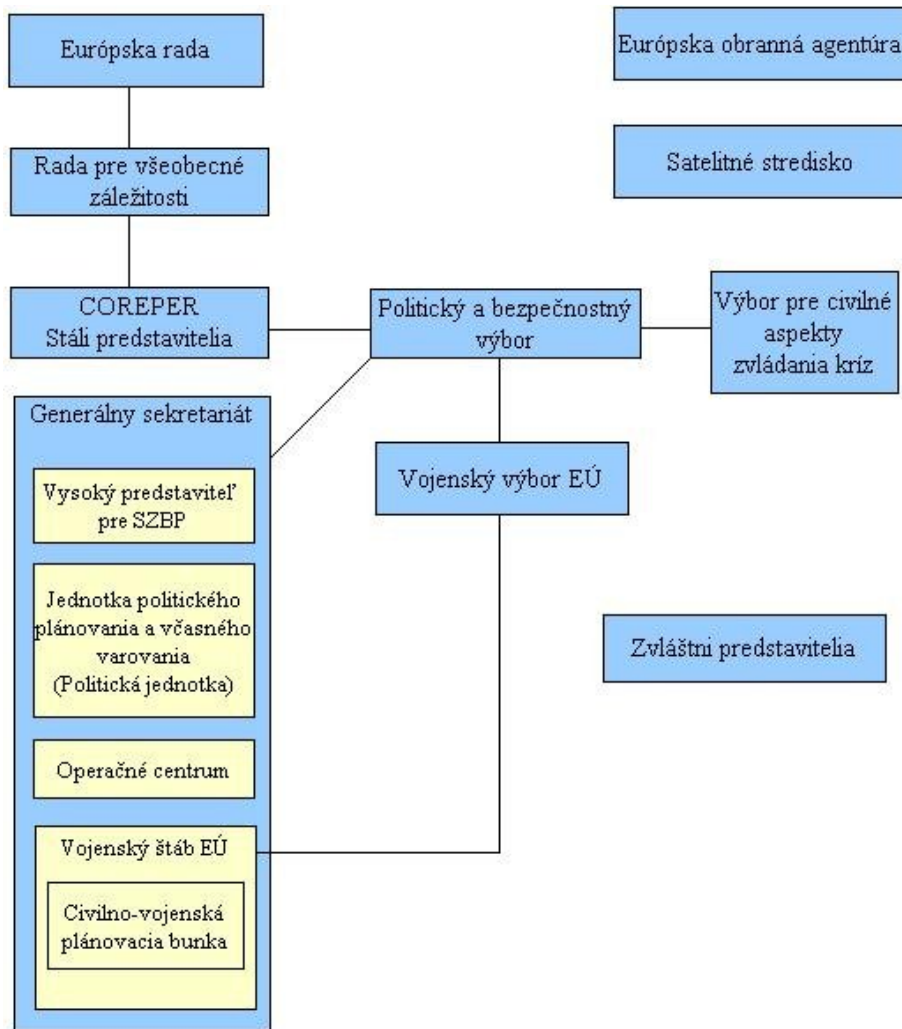 Európska rada
Európska obranná agentúra
Rada pre všeobecné
záležitosti
Satelitné stredisko
COREPER
Stáli predstavitelia
Politický a bezpečnostný
výbor
Výbor pre civilné
aspekty
zvládania kríz
Generálny sekretariát
Vysoký predstaviteľ
pre SZBP
Jednotka politického
plánovania a včasného
varovania
(Politická jednotka)
Operačné centrum
Vojenský štáb EÚ
Civilno-vojenská
plánovacia bunka
Vojenský výbor EÚ
Zvláštni predstavitelia